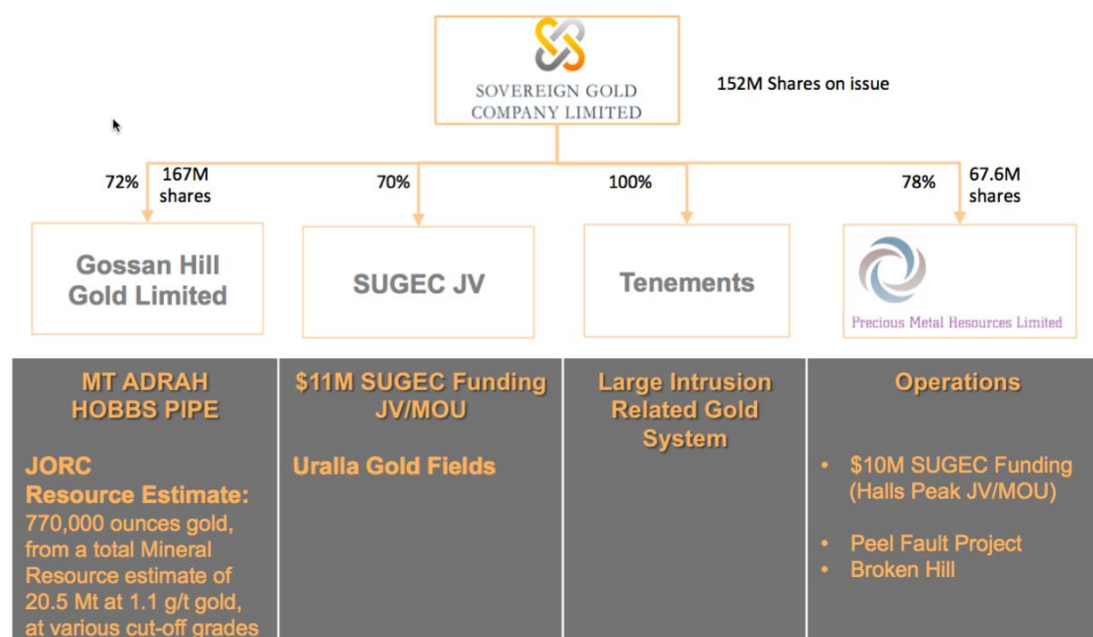 SOVEREIGN GOLD
COMPANY LIMITED
152M Shares on issue
72%
167M
shares
70%
100%
78%
67.6M
shares
Gossan Hill
Gold Limited
SUGEC JV
Tenements
Precious Metal Resources Limited
MT ADRAH
HOBBS PIPE
JORC
Resource Estimate:
770,000 ounces gold,
from a total Mineral
Resource estimate of
20.5 Mt at 1.1 g/t gold,
at various cut-off grades
$11M SUGEC Funding
JV/MOU
Uralla Gold Fields
Large Intrusion
Related Gold
System
Operations
• $10M SUGEC Funding
(Halls Peak JV/MOU)
• Peel Fault Project
• Broken Hill